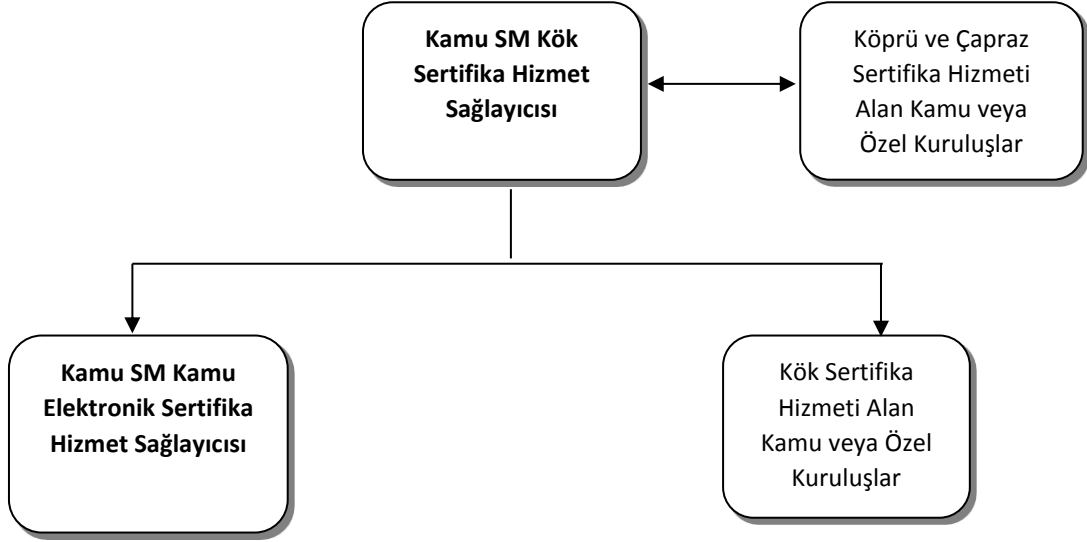 Kamu SM Kök
Sertifika Hizmet
Sağlayıcısı
Köprü ve Çapraz
Sertifika Hizmeti
Alan Kamu veya
Özel Kuruluşlar
Kamu SM Kamu
Elektronik Sertifika
Hizmet Sağlayıcısı
Kök Sertifika
Hizmeti Alan
Kamu veya Özel
Kuruluşlar